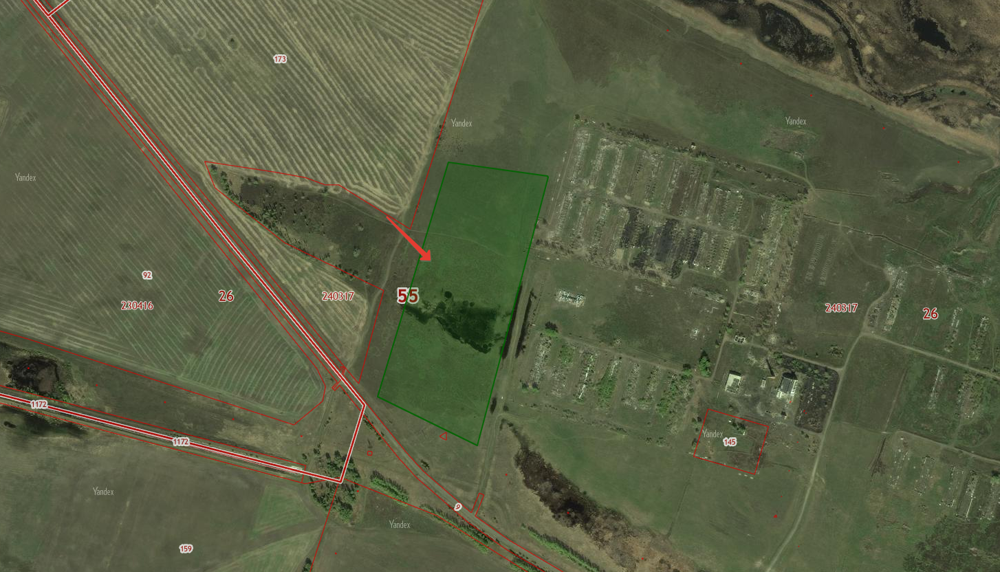 173
Yandex
Yandex
Yandex
92
26
55
240317
230416
240317
26
1172
1172
Yandex
145
Yandex
9
Yandex
159